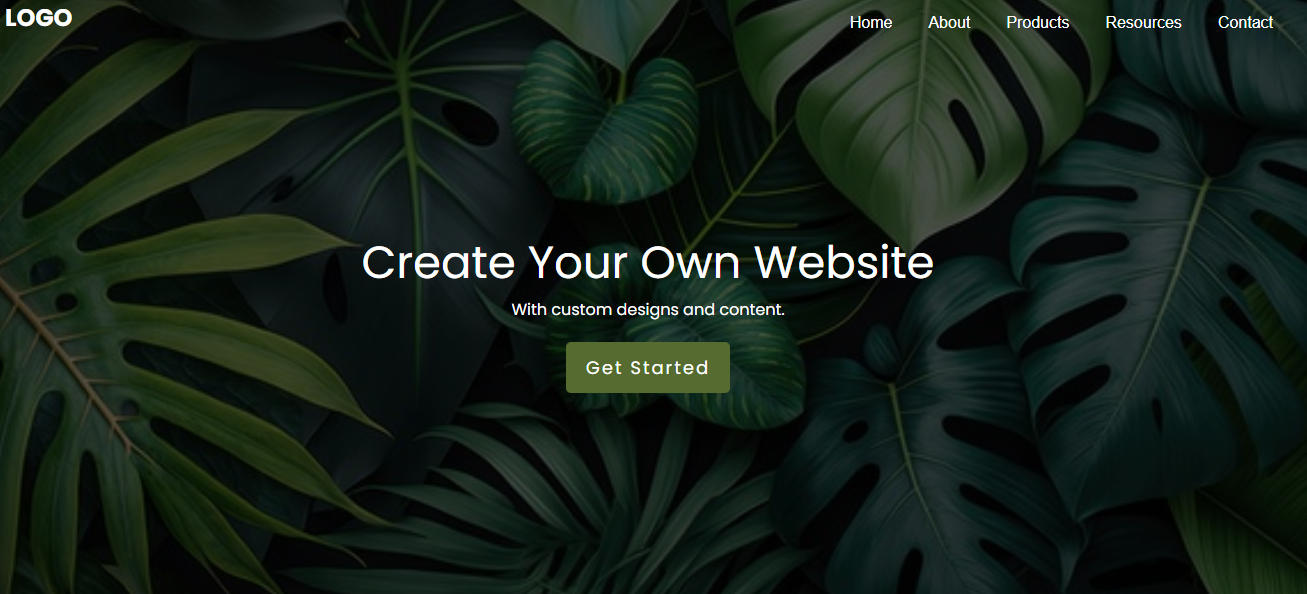 LOGO
Home About Products Resources Contact
Create Your Own Website
With custom designs and content.
Get Started